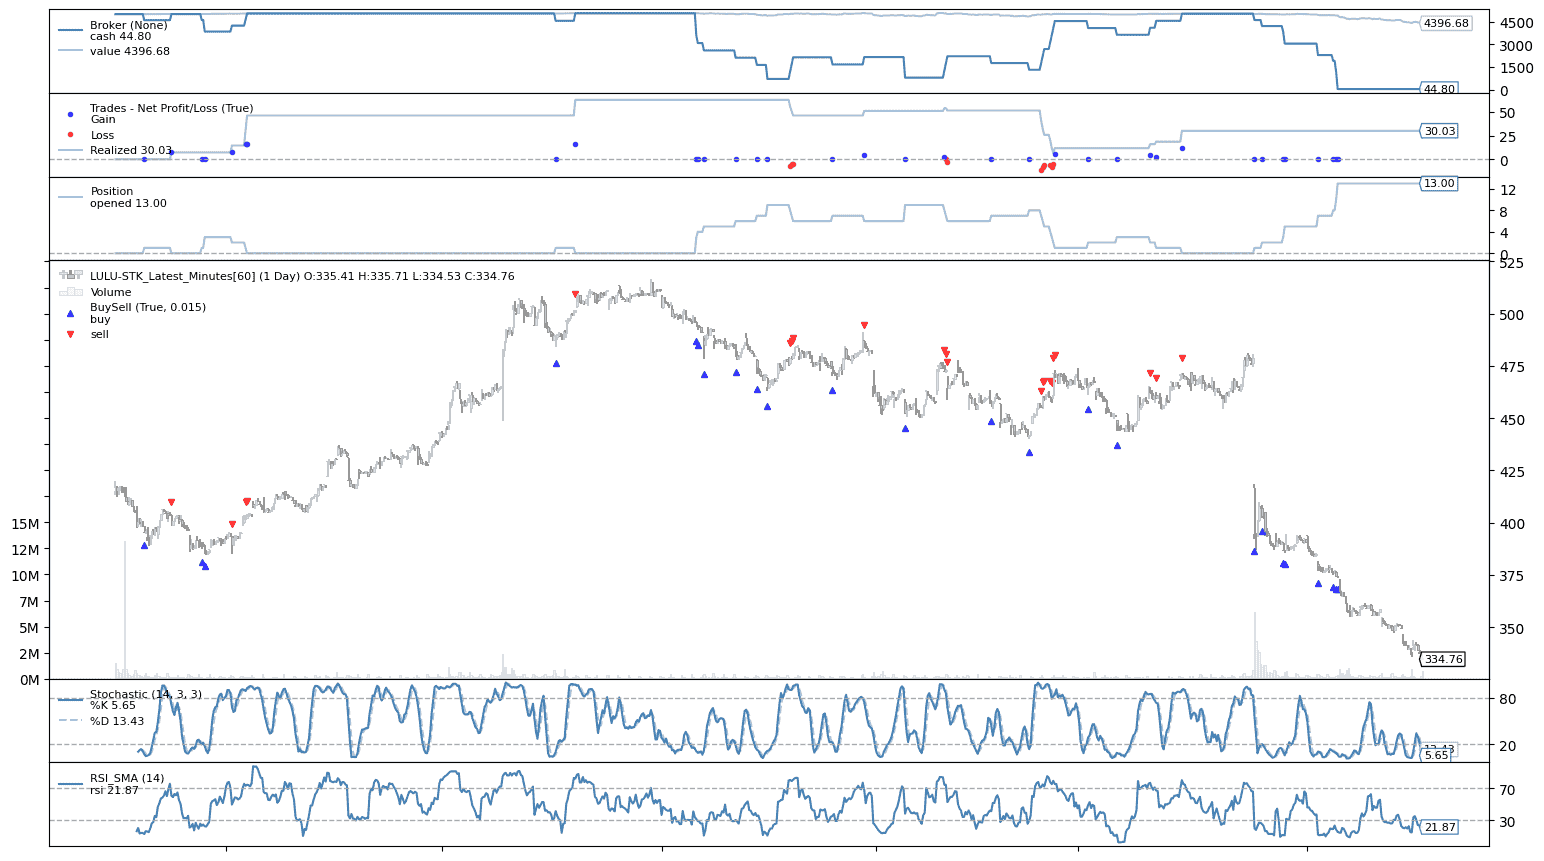 Broker (None)
cash 44.80
value 4396.68
4396.68
4500
3000
1500
0
44.80
Trades - Net Profit/Loss (True)
Gain
Loss
Realized 30.03
50
25
0
30.03
Position
opened 13.00
13.00
12
8
4
0
LULU-STK_Latest_Minutes[60] (1 Day) O:335.41 H:335.71 L:334.53 C:334.76
Volume
BuySell (True, 0.015)
buy
sell
525
500
475
450
425
400
375
350
334.76
15M
12M
10M
7M
5M
2M
0M
Stochastic (14, 3, 3)
%K 5.65
%D 13.43
80
20
13.43
5.65
RSI_SMA (14)
rsi 21.87
70
30
21.87